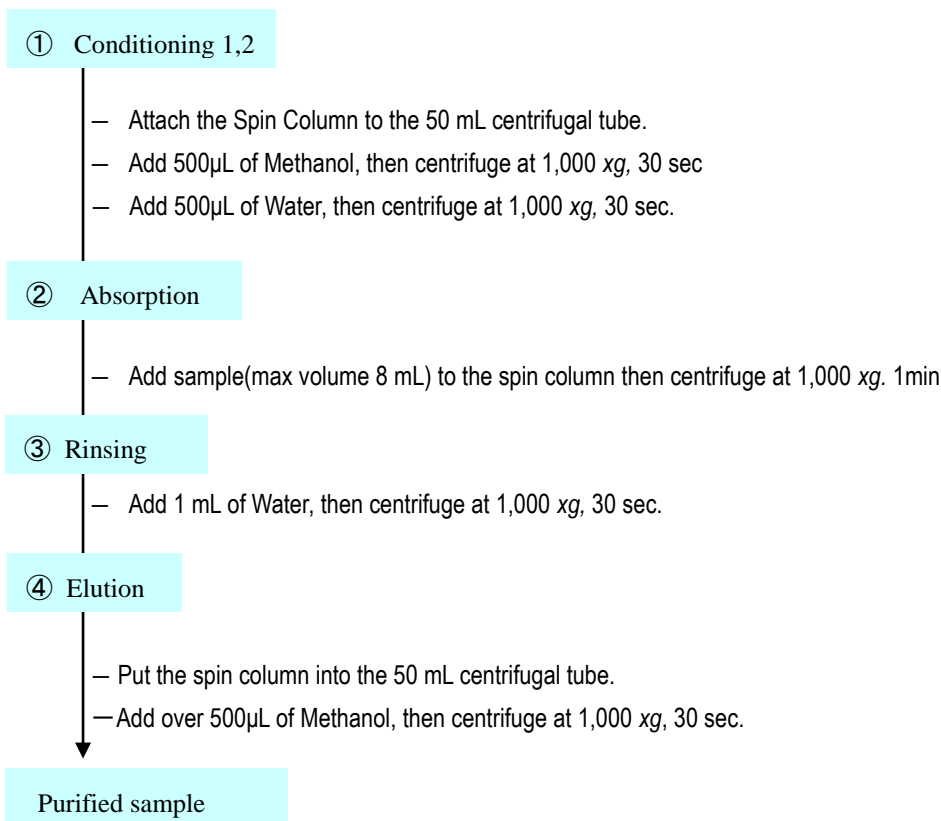 ① Conditioning 1,2
— Attach the Spin Column to the 50 mL centrifugal tube.
— Add 500µL of Methanol, then centrifuge at 1,000 xg, 30 sec
— Add 500µL of Water, then centrifuge at 1,000 xg, 30 sec.
② Absorption
— Add sample(max volume 8 mL) to the spin column then centrifuge at 1,000 xg. 1min
③ Rinsing
— Add 1 mL of Water, then centrifuge at 1,000 xg, 30 sec.
④ Elution
— Put the spin column into the 50 mL centrifugal tube.
—Add over 500µL of Methanol, then centrifuge at 1,000 xg, 30 sec.
Purified sample